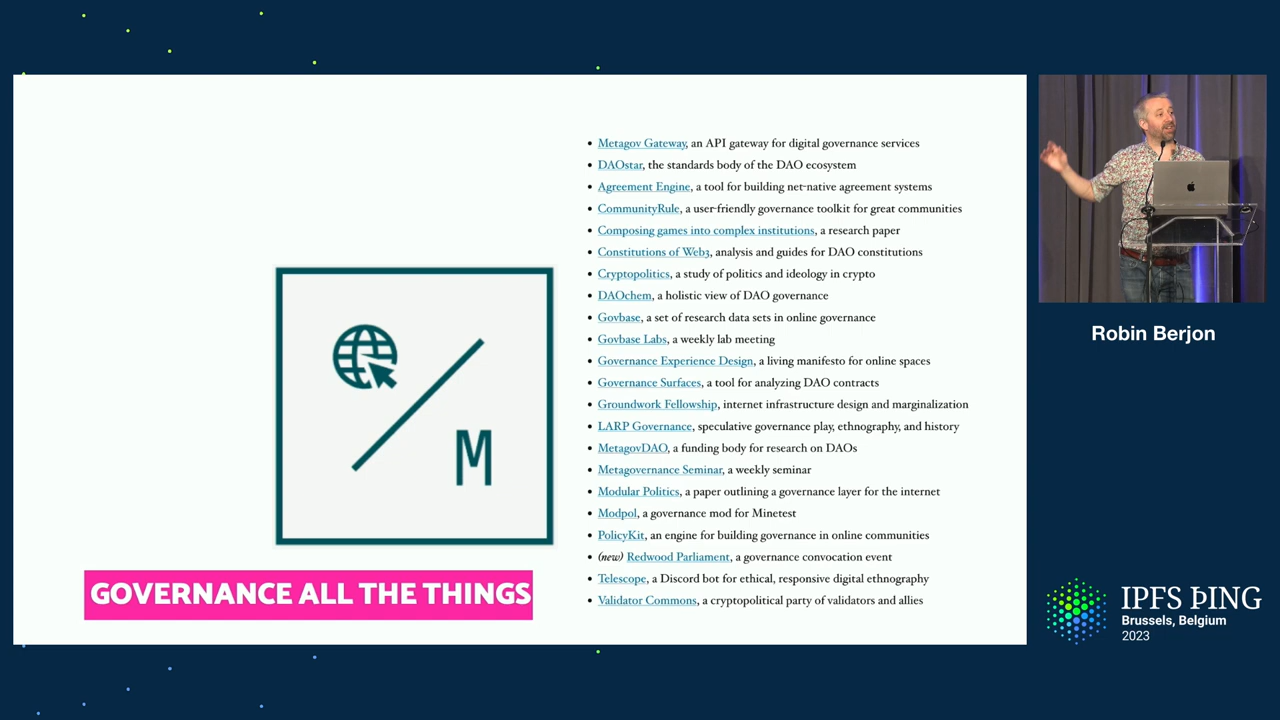 Metagov Gateway, an API gateway for digital governance services
DAOstar, the standards body of the DAO ecosystem
Agreement Engine, a tool for building net-native agreement systems
CommunityRule, a user-friendly governance toolkit for great communities
Composing games into complex institutions, a research paper
Constitutions of Web3, analysis and guides for DAO constitutions
Cryptopolitics, a study of politics and ideology in crypto
DAOchem, a holistic view of DAO governance
Govbase, a set of research data sets in online governance
Govbase Labs, a weekly lab meeting
Governance Experience Design, a living manifesto for online spaces
Governance Surfaces, a tool for analyzing DAO contracts
Groundwork Fellowship, internet infrastructure design and marginalization
LARP Governance, speculative governance play, ethnography, and history
MetagovDAO, a funding body for research on DAOs
Metagovernance Seminar, a weekly seminar
Modular Politics, a paper outlining a governance layer for the internet
Modpol, a governance mod for Minetest
PolicyKit, an engine for building governance in online communities
(new) Redwood Parliament, a governance convocation event
Telescope, a Discord bot for ethical, responsive digital ethnography
Validator Commons, a cryptopolitical party of validators and allies
M
GOVERNANCE ALL THE THINGS
Robin Berjon
IPFS ÞING
Brussels, Belgium
2023